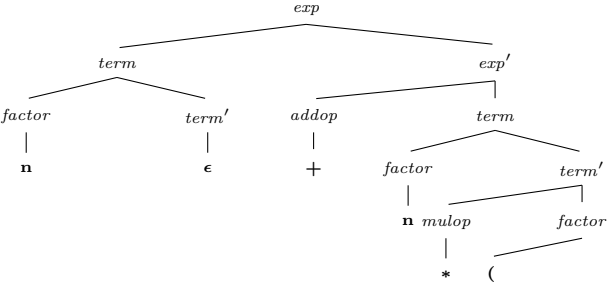 exp
term exp′
factor term′ addop term
n ϵ + factor term′
n mulop factor
* (